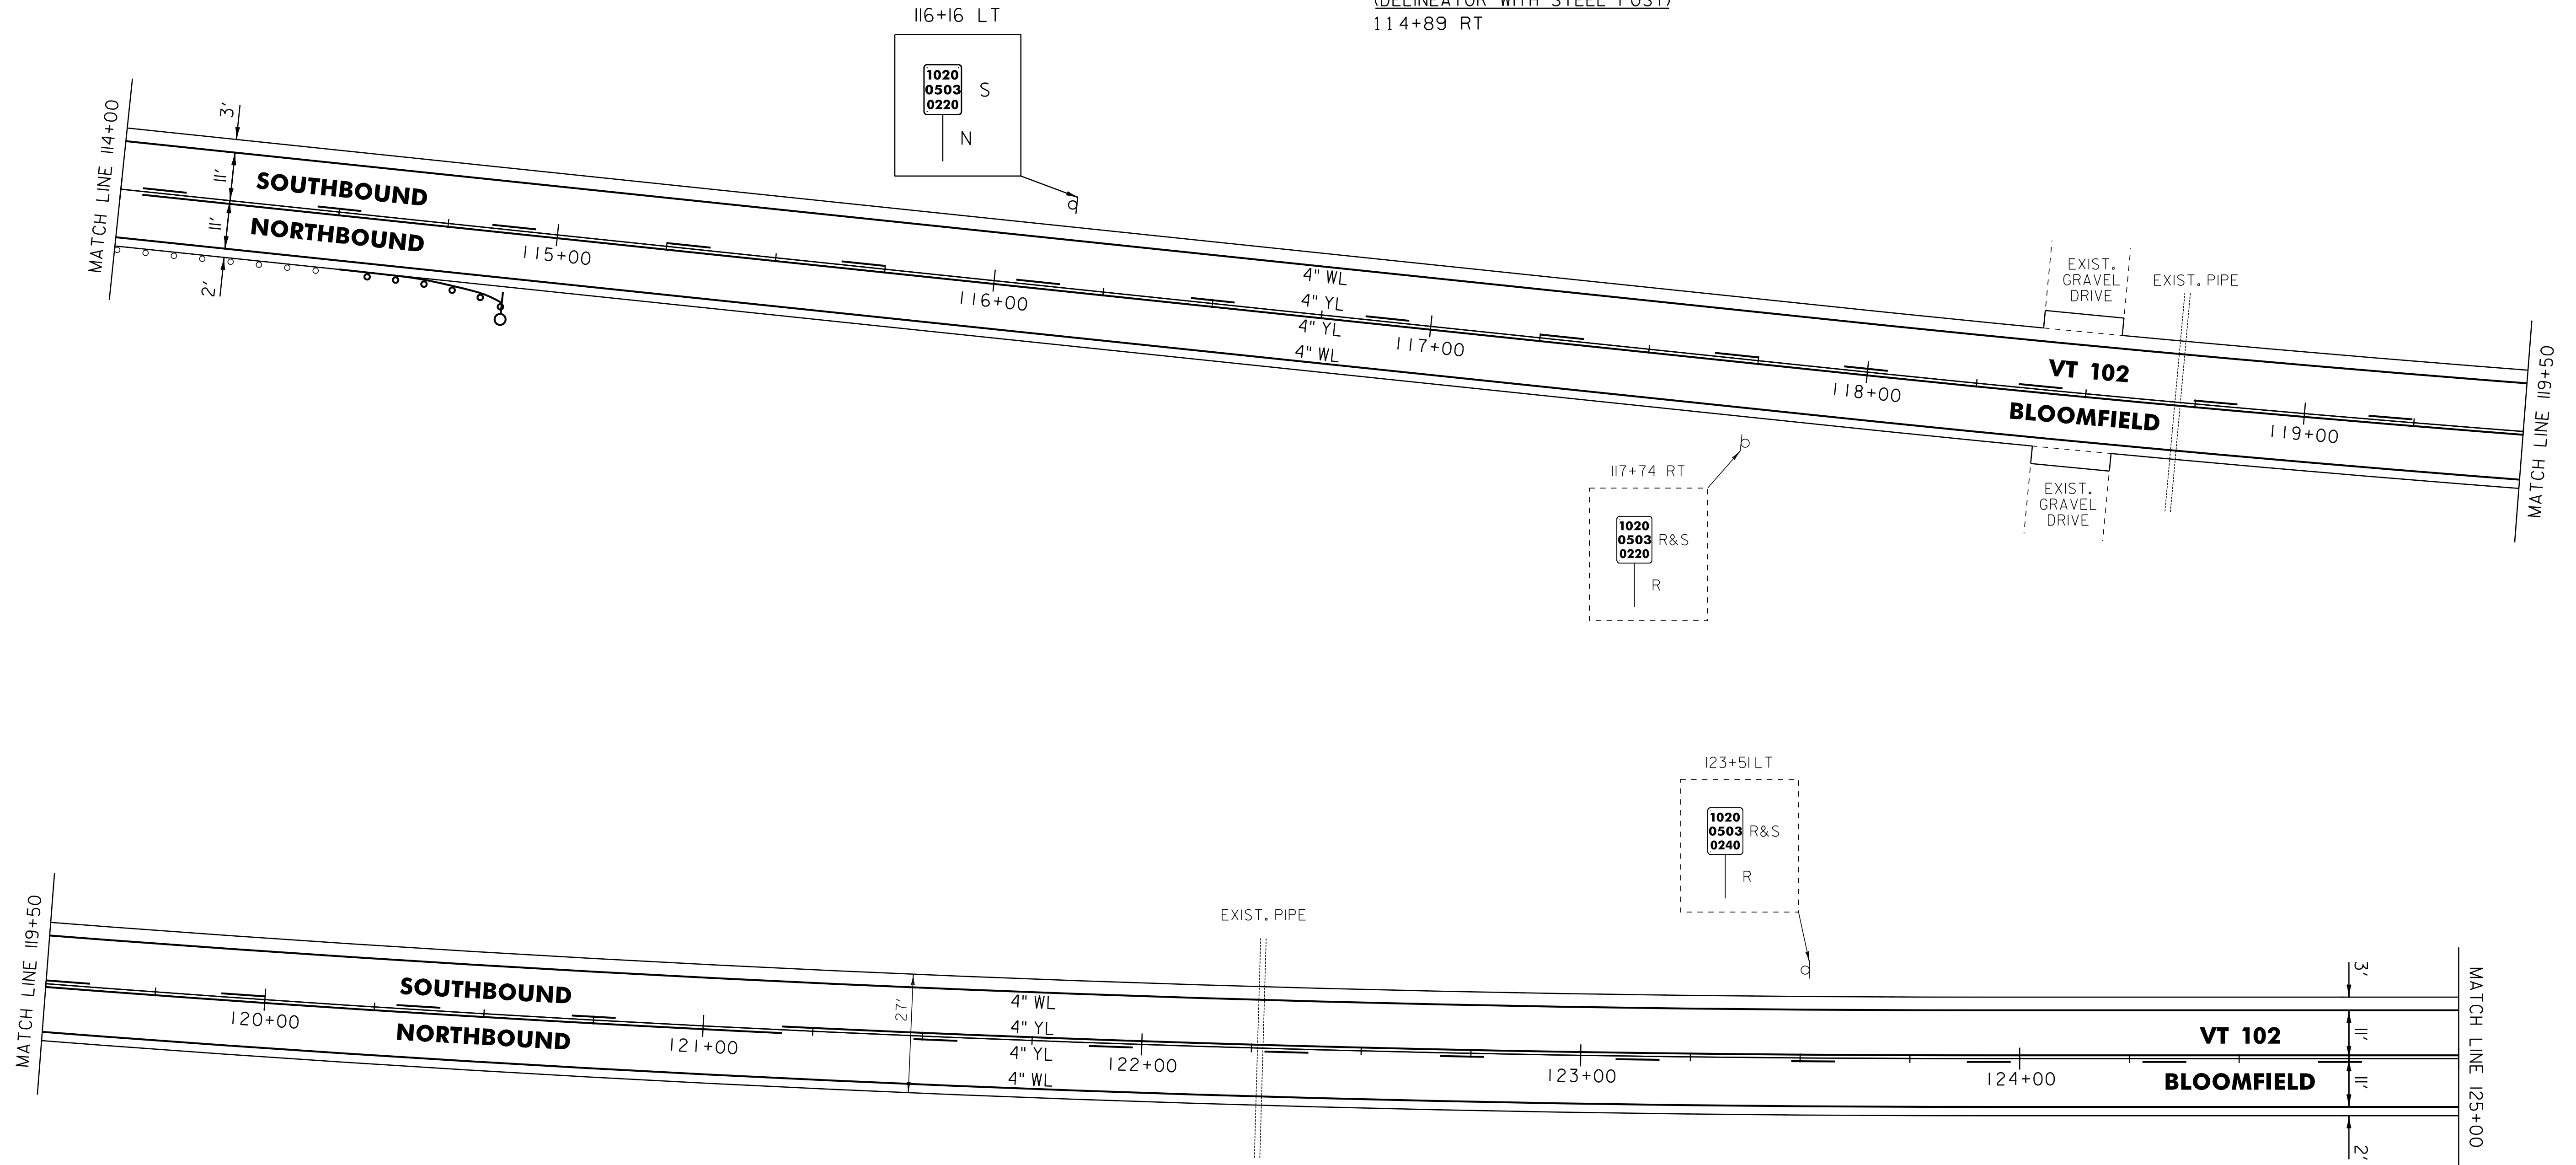 (DELINEATOR WITH STEEL POST)
114+89 RT
116+16 LT
1020
0503
0220
S
N
MATCH LINE 114+00
3'
11'
11'
2'
SOUTHBOUND
NORTHBOUND
115+00
116+00
4" WL
4" YL
4" YL
4" WL
117+00
118+00
119+00
VT 102
BLOOMFIELD
EXIST.
GRAVEL
DRIVE
EXIST. PIPE
EXIST.
GRAVEL
DRIVE
MATCH LINE 119+50
117+74 RT
1020
0503
0220
R&S
R
123+51 LT
1020
0503
0240
R&S
R
MATCH LINE 119+50
SOUTHBOUND
NORTHBOUND
120+00
121+00
27'
4" WL
4" YL
4" YL
4" WL
122+00
EXIST. PIPE
123+00
124+00
VT 102
BLOOMFIELD
3'
11'
11'
2'
MATCH LINE 125+00